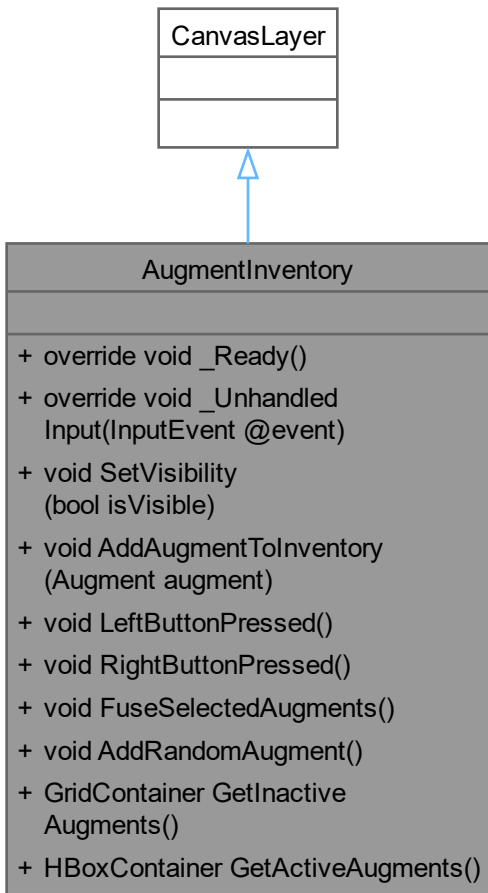 CanvasLayer
AugmentInventory
+ override void _Ready()
+ override void _Unhandled
Input(InputEvent @event)
+ void SetVisibility
(bool isVisible)
+ void AddAugmentToInventory
(Augment augment)
+ void LeftButtonPressed()
+ void RightButtonPressed()
+ void FuseSelectedAugments()
+ void AddRandomAugment()
+ GridContainer GetInactive
Augments()
+ HBoxContainer GetActiveAugments()